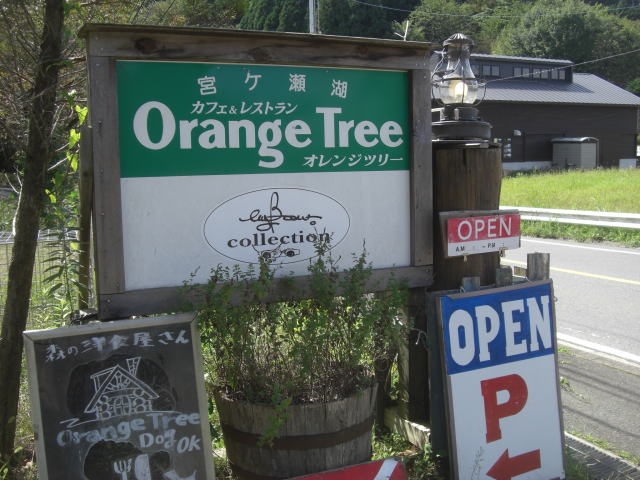 宮ケ瀬湖
カフェ&レストラン
Orange Tree
オレンジツリー
collection
OPEN
A.M ~ P.M
森の洋食屋さん
Orange Tree
Dog OK
OPEN
P